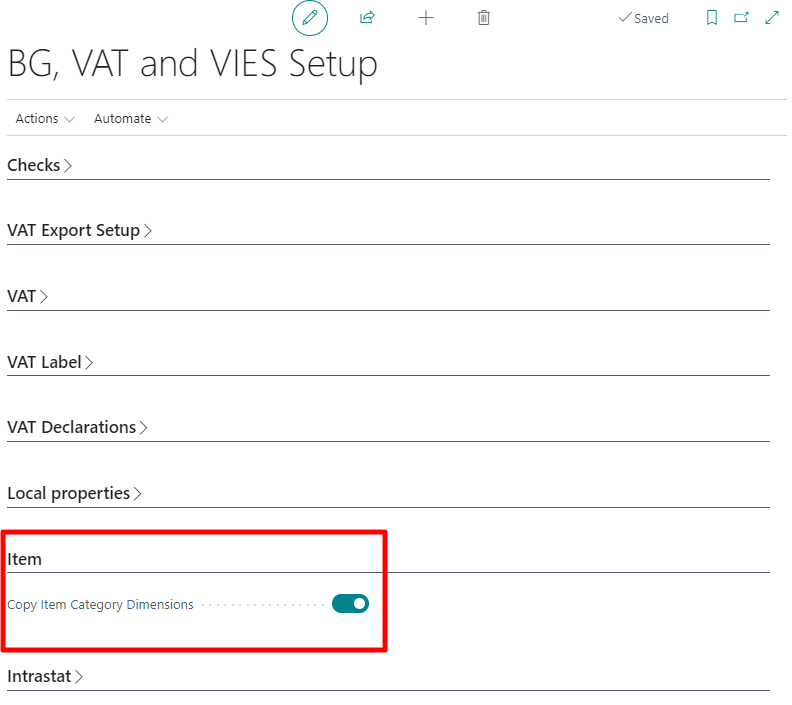 Saved
BG, VAT and VIES Setup
Actions Automate
Checks
VAT Export Setup
VAT
VAT Label
VAT Declarations
Local properties
Item
Copy Item Category Dimensions
Intrastat